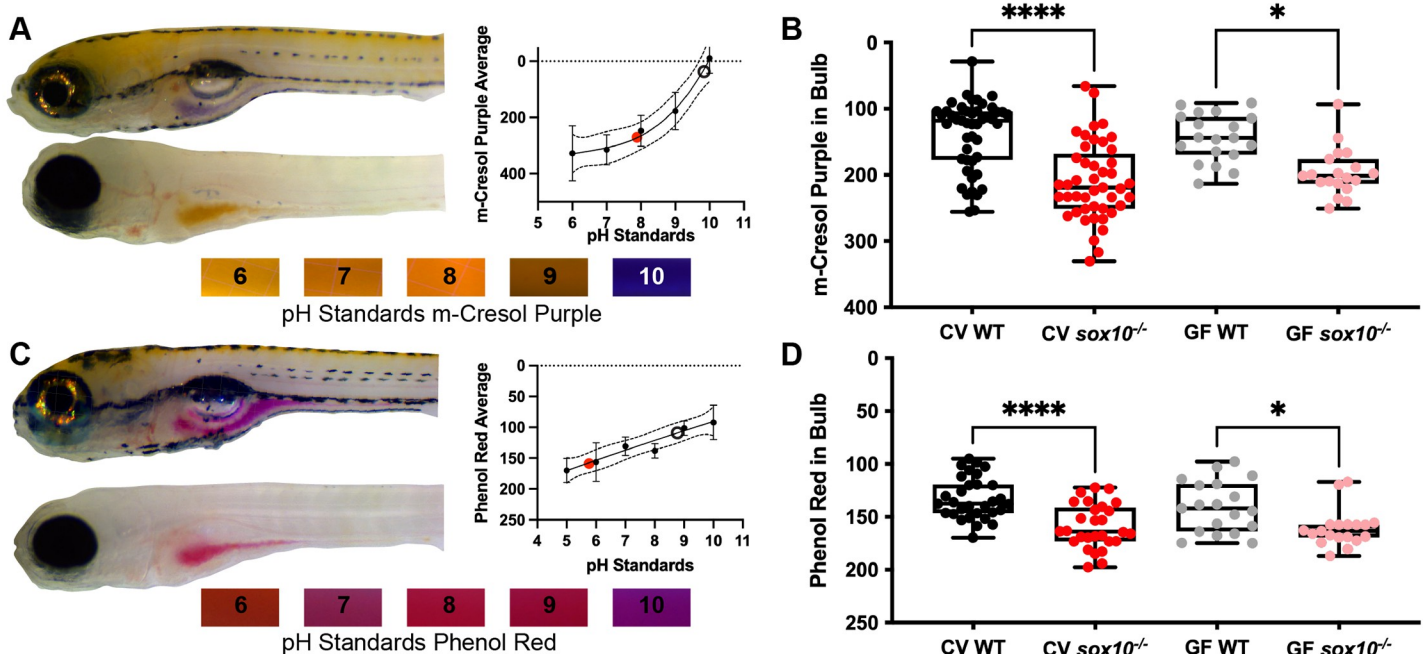 A
m-Cresol Purple Average
0
200
400
5 6 7 8 9 10 11
pH Standards
6 7 8 9 10
pH Standards m-Cresol Purple
B
m-Cresol Purple in Bulb
0
100
200
300
400
**** *
CV WT CV sox10-/- GF WT GF sox10-/-
C
Phenol Red Average
0
50
100
150
200
250
4 5 6 7 8 9 10 11
pH Standards
6 7 8 9 10
pH Standards Phenol Red
D
Phenol Red in Bulb
0
50
100
150
200
250
**** *
CV WT CV sox10-/- GF WT GF sox10-/-